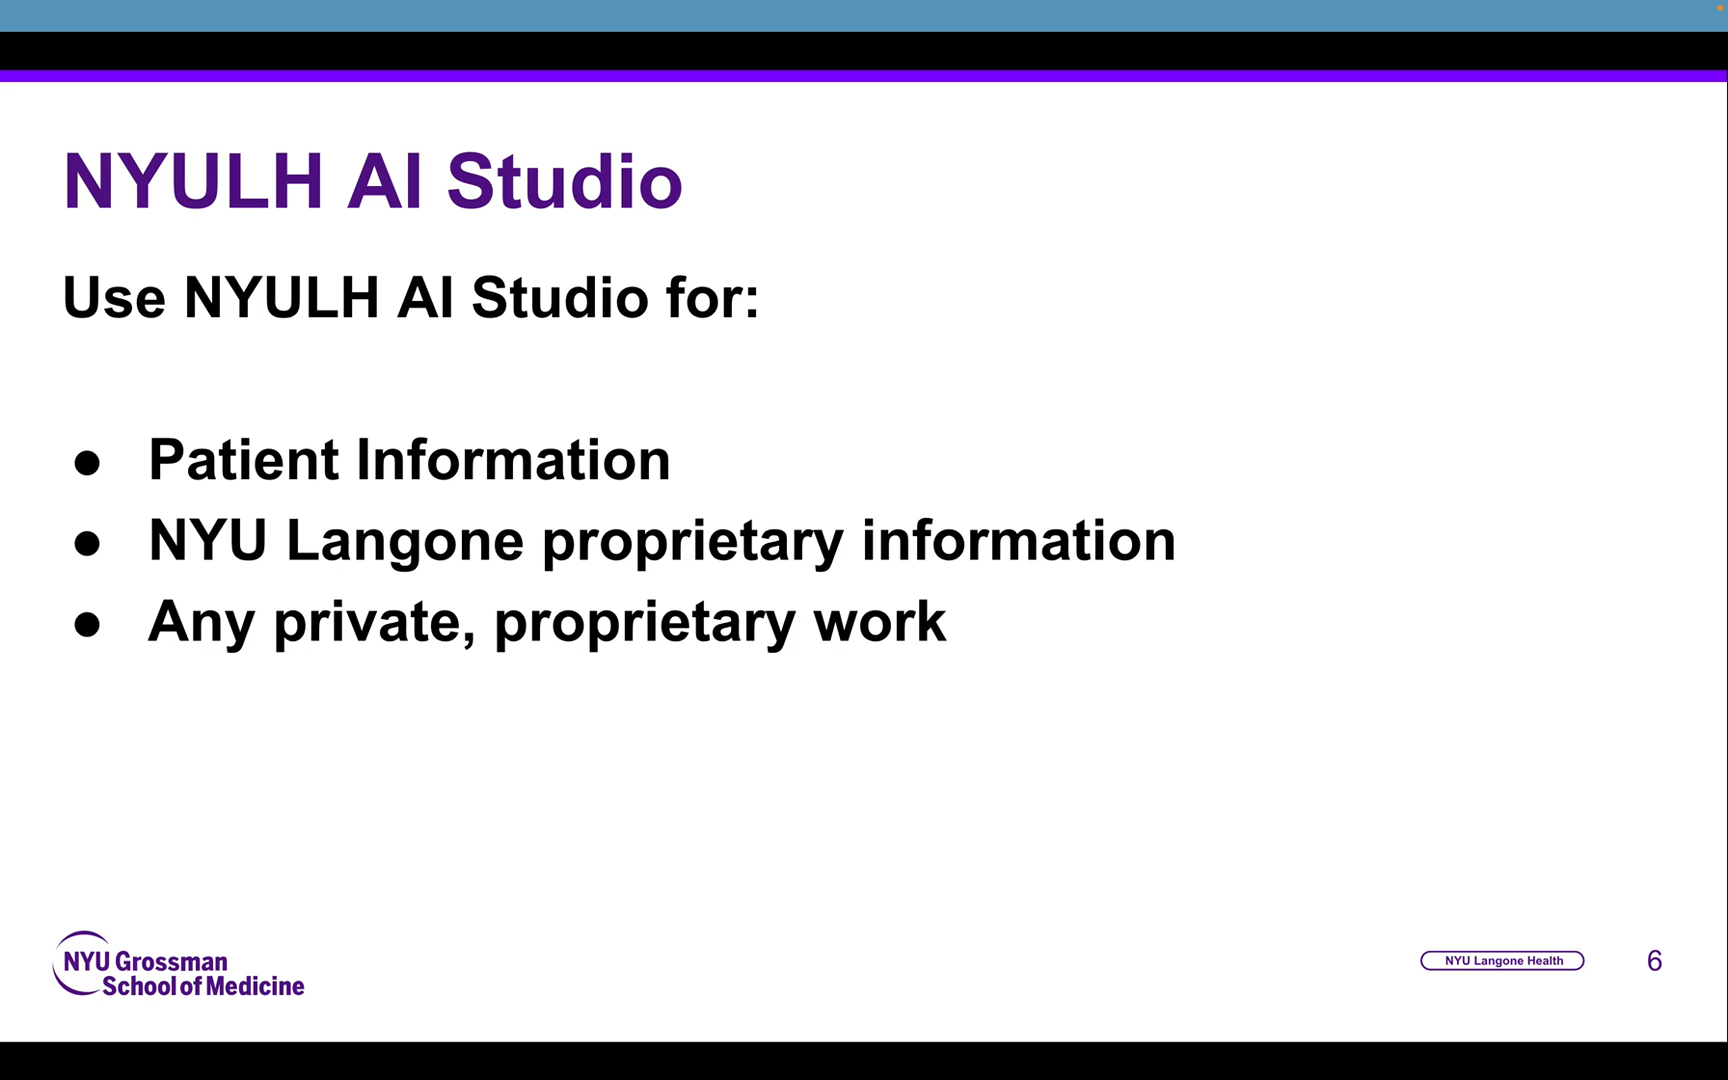 NYULH AI Studio
Use NYULH AI Studio for:
● Patient Information
● NYU Langone proprietary information
● Any private, proprietary work
NYU Grossman
School of Medicine
NYU Langone Health
6